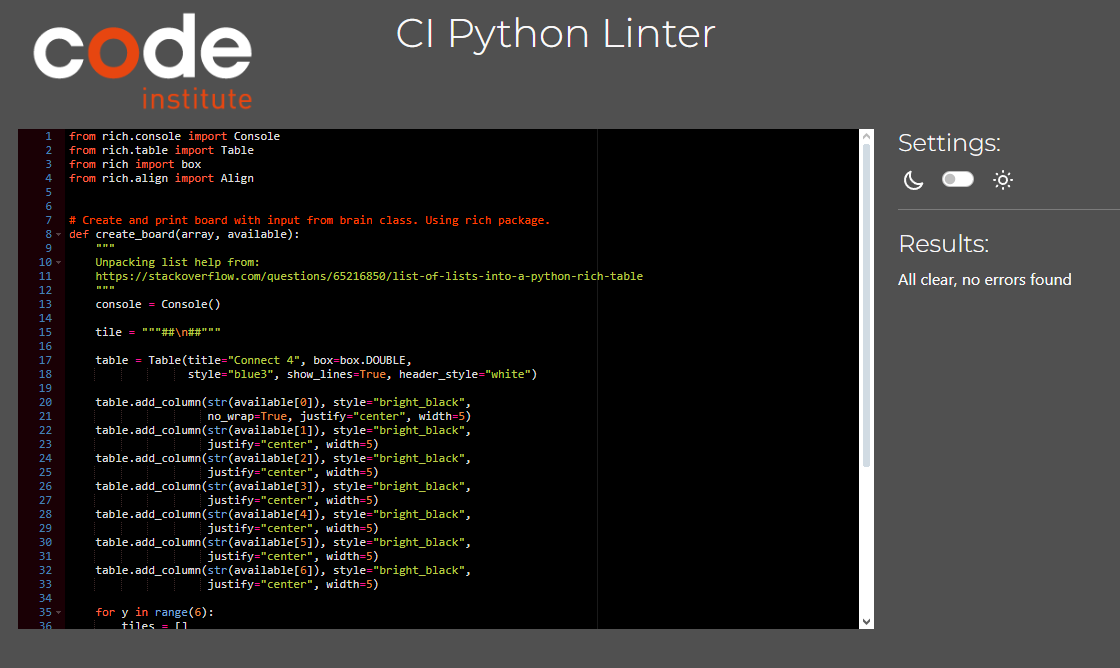 code
institute
CI Python Linter
1 from rich.console import Console
2 from rich.table import Table
3 from rich import box
4 from rich.align import Align
5
6
7 # Create and print board with input from brain class. Using rich package.
8 def create_board(array, available):
9     """
10     Unpacking list help from:
11     https://stackoverflow.com/questions/65216850/list-of-lists-into-a-python-rich-table
12     """
13     console = Console()
14
15     tile = """##\n##"""
16
17     table = Table(title="Connect 4", box=box.DOUBLE,
18                   style="blue3", show_lines=True, header_style="white")
19
20     table.add_column(str(available[0]), style="bright_black",
21                      no_wrap=True, justify="center", width=5)
22     table.add_column(str(available[1]), style="bright_black",
23                      justify="center", width=5)
24     table.add_column(str(available[2]), style="bright_black",
25                      justify="center", width=5)
26     table.add_column(str(available[3]), style="bright_black",
27                      justify="center", width=5)
28     table.add_column(str(available[4]), style="bright_black",
29                      justify="center", width=5)
30     table.add_column(str(available[5]), style="bright_black",
31                      justify="center", width=5)
32     table.add_column(str(available[6]), style="bright_black",
33                      justify="center", width=5)
34
35     for y in range(6):
36         tiles = []
Settings:
Results:
All clear, no errors found